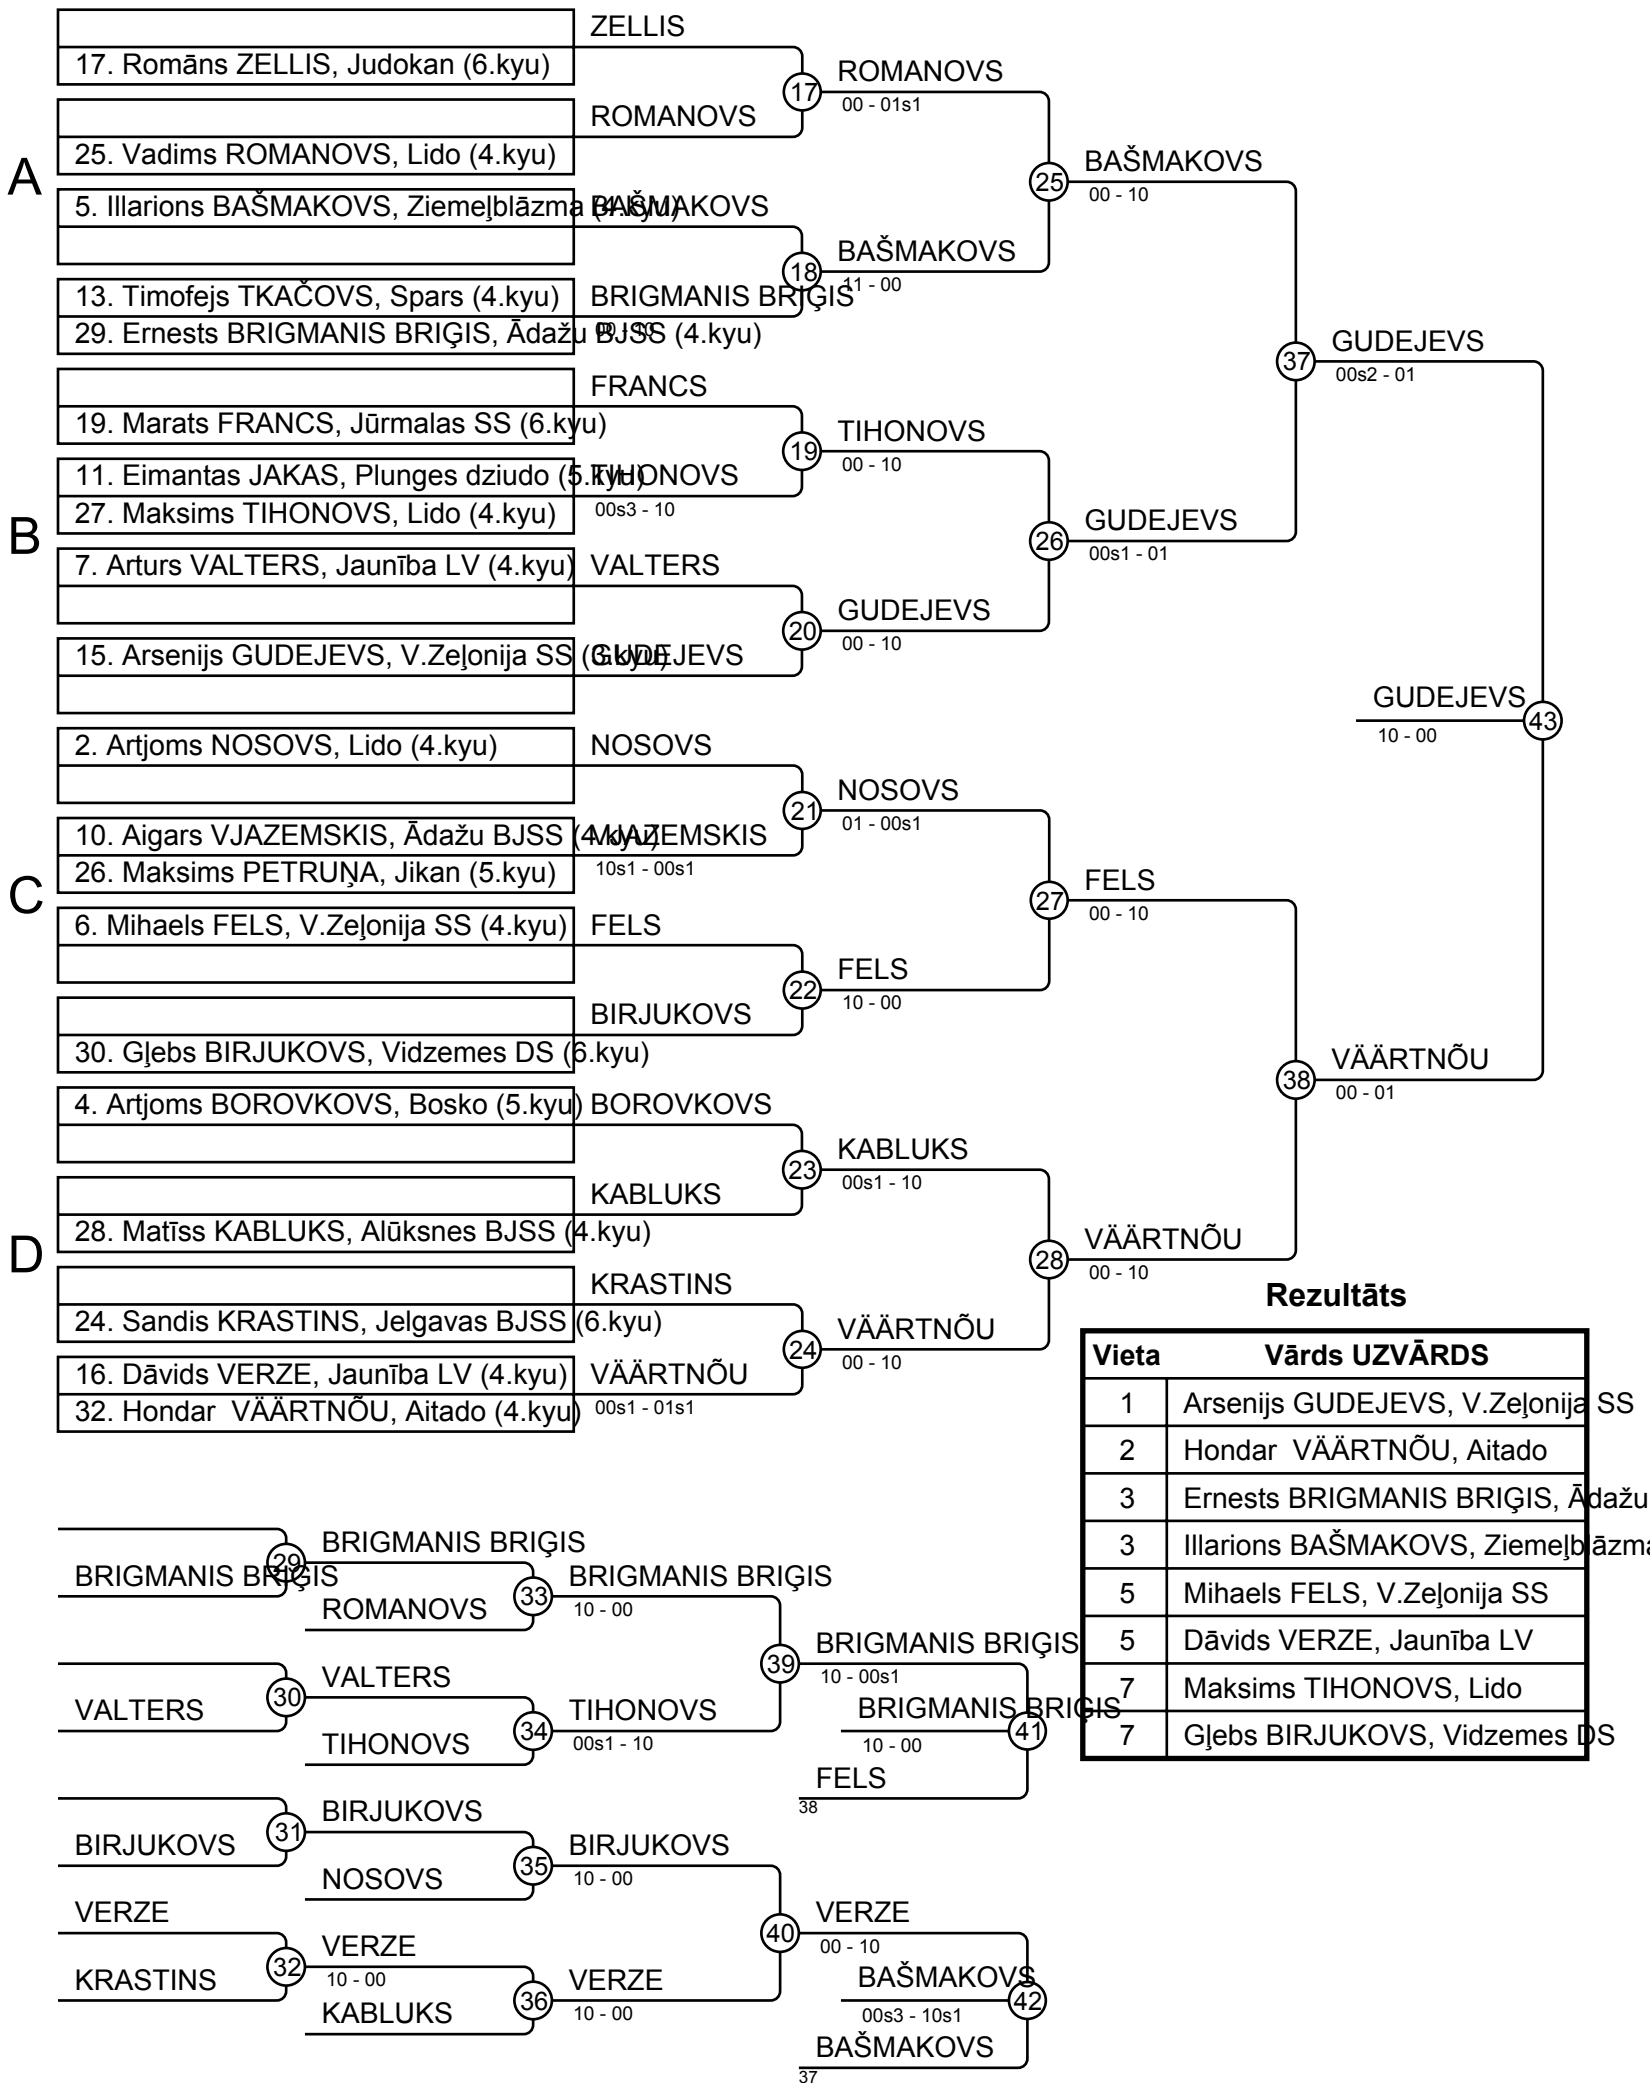 ZELLIS
17. Romāns ZELLIS, Judokan (6.kyu)
17
ROMANOVS
00 - 01s1
ROMANOVS
25. Vadims ROMANOVS, Lido (4.kyu)
A
25
BAŠMAKOVS
00 - 10
5. Illarions BAŠMAKOVS, Ziemeļblāzma (4.kyu)
BAŠMAKOVS
18
BAŠMAKOVS
11 - 00
13. Timofejs TKAČOVS, Spars (4.kyu)
BRIGMANIS BRIĢIS
29. Ernests BRIGMANIS BRIĢIS, Ādažu BJSS (4.kyu)
00 - 10
37
GUDEJEVS
00s2 - 01
FRANCS
19. Marats FRANCS, Jūrmalas SS (6.kyu)
19
TIHONOVS
00 - 10
11. Eimantas JAKAS, Plunges dziudo (5.kyu)
TIHONOVS
27. Maksims TIHONOVS, Lido (4.kyu)
00s3 - 10
B
26
GUDEJEVS
00s1 - 01
7. Arturs VALTERS, Jaunība LV (4.kyu)
VALTERS
20
GUDEJEVS
00 - 10
15. Arsenijs GUDEJEVS, V.Zeļonija SS (3.kyu)
GUDEJEVS
GUDEJEVS
43
10 - 00
2. Artjoms NOSOVS, Lido (4.kyu)
NOSOVS
21
NOSOVS
01 - 00s1
10. Aigars VJAZEMSKIS, Ādažu BJSS (4.kyu)
VJAZEMSKIS
26. Maksims PETRUŅA, Jikan (5.kyu)
10s1 - 00s1
C
27
FELS
00 - 10
6. Mihaels FELS, V.Zeļonija SS (4.kyu)
FELS
22
FELS
10 - 00
BIRJUKOVS
30. Gļebs BIRJUKOVS, Vidzemes DS (6.kyu)
38
VÄÄRTNÕU
00 - 01
4. Artjoms BOROVKOVS, Bosko (5.kyu)
BOROVKOVS
23
KABLUKS
00s1 - 10
KABLUKS
28. Matīss KABLUKS, Alūksnes BJSS (4.kyu)
D
28
VÄÄRTNÕU
00 - 10
KRASTINS
24. Sandis KRASTINS, Jelgavas BJSS (6.kyu)
24
VÄÄRTNÕU
00 - 10
16. Dāvids VERZE, Jaunība LV (4.kyu)
VÄÄRTNÕU
32. Hondar  VÄÄRTNÕU, Aitado (4.kyu)
00s1 - 01s1
Rezultāts
Vieta Vārds UZVĀRDS
1 Arsenijs GUDEJEVS, V.Zeļonija SS
2 Hondar  VÄÄRTNÕU, Aitado
3 Ernests BRIGMANIS BRIĢIS, Ādažu
3 Illarions BAŠMAKOVS, Ziemeļblāzma
5 Mihaels FELS, V.Zeļonija SS
5 Dāvids VERZE, Jaunība LV
7 Maksims TIHONOVS, Lido
7 Gļebs BIRJUKOVS, Vidzemes DS
29
BRIGMANIS BRIĢIS
BRIGMANIS BRIĢIS
33
BRIGMANIS BRIĢIS
10 - 00
ROMANOVS
39
BRIGMANIS BRIĢIS
10 - 00s1
VALTERS
30
VALTERS
34
TIHONOVS
00s1 - 10
TIHONOVS
BRIGMANIS BRIĢIS
41
10 - 00
FELS
38
BIRJUKOVS
31
BIRJUKOVS
35
BIRJUKOVS
10 - 00
NOSOVS
VERZE
40
VERZE
00 - 10
32
VERZE
10 - 00
KRASTINS
36
VERZE
10 - 00
KABLUKS
BAŠMAKOVS
42
00s3 - 10s1
BAŠMAKOVS
37